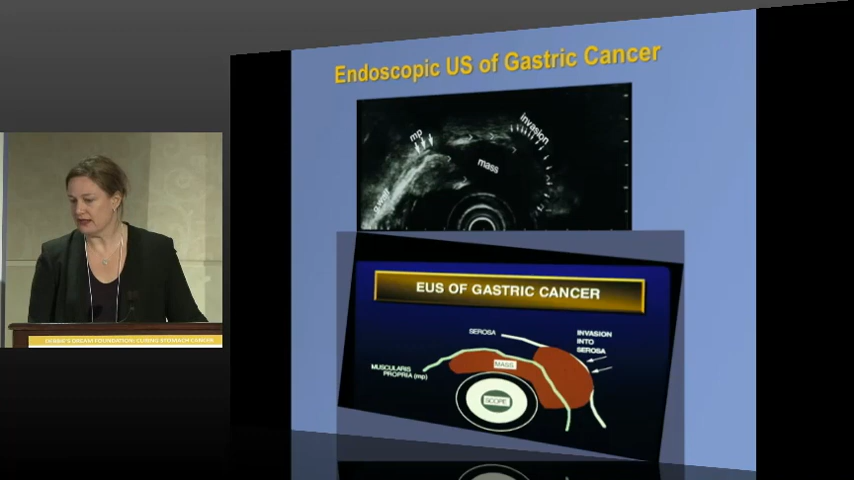 Endoscopic US of Gastric Cancer
mp
invasion
mass
EUS OF GASTRIC CANCER
SEROSA
INVASION
INTO
SEROSA
MUSCULARIS
PROPRIA (mp)
MASS
SCOPE
DEBBIE'S DREAM FOUNDATION: CURING STOMACH CANCER